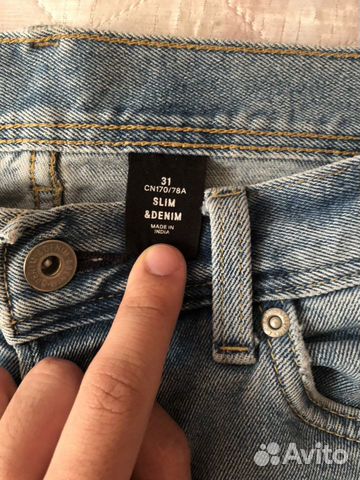 31
CN170/78A
SLIM
&DENIM
MADE IN
INDIA
Avito